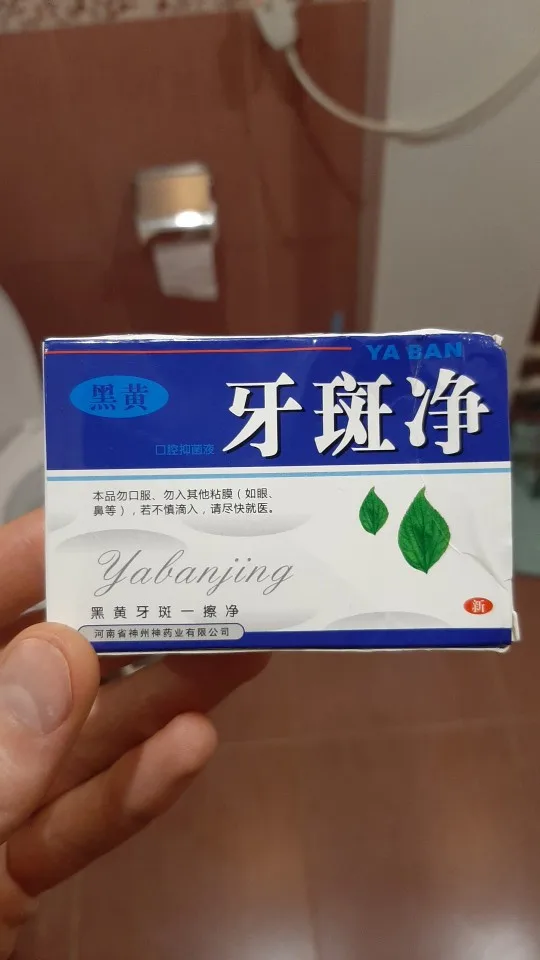 YA BAN
黑黄
牙斑净
口腔抑菌液
本品勿口服、勿入其他粘膜（如眼、
鼻等），若不慎滴入，请尽快就医。
Yabanjing
黑黄牙斑一擦净
新
河南省神州神药业有限公司